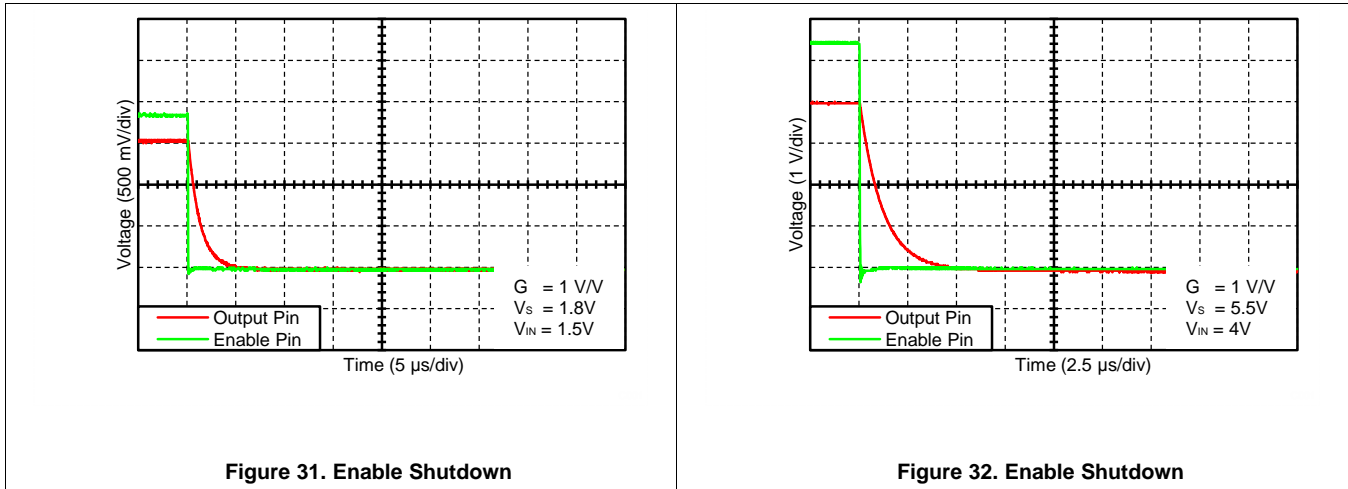 Voltage (500 mV/div)
Output Pin
Enable Pin
G = 1 V/V
VS = 1.8V
VIN = 1.5V
Time (5 µs/div)
Figure 31. Enable Shutdown
Voltage (1 V/div)
Output Pin
Enable Pin
G = 1 V/V
VS = 5.5V
VIN = 4V
Time (2.5 µs/div)
Figure 32. Enable Shutdown